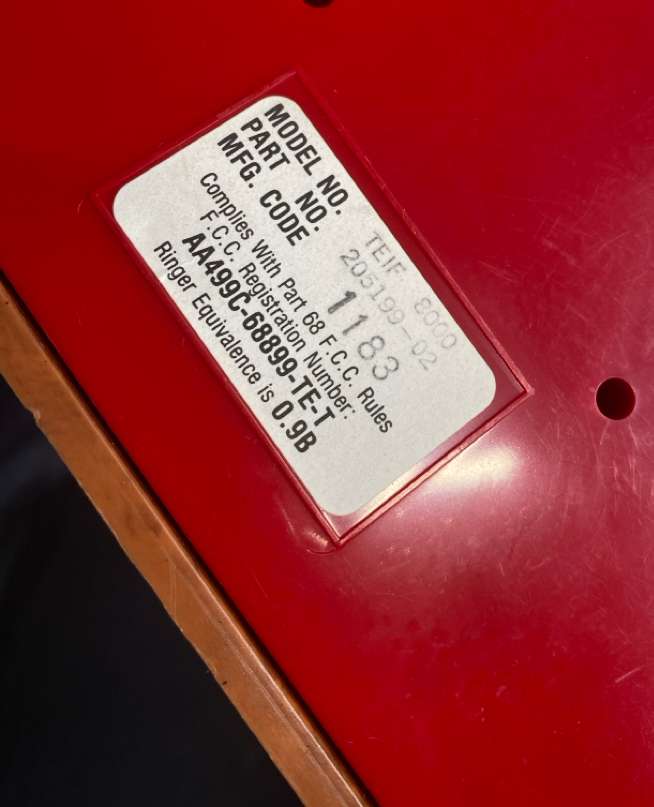 MODEL NO. TEIF 8000
PART NO. 205199-02
MFG. CODE 1183
Complies With Part 68 F.C.C. Rules
F.C.C. Registration Number:
AA499C-68899-TE-T
Ringer Equivalence is 0.9B